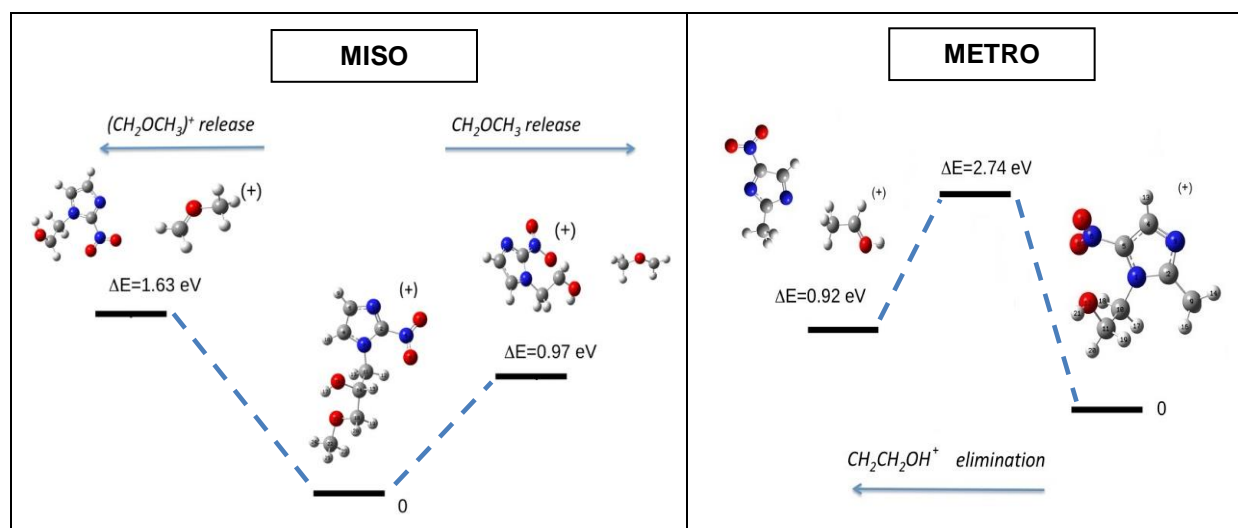 MISO
(CH₂OCH₃)⁺ release
CH₂OCH₃ release
(+)
(+)
(+)
ΔE=1.63 eV
ΔE=0.97 eV
0
METRO
ΔE=2.74 eV
(+)
(+)
ΔE=0.92 eV
0
CH₂CH₂OH⁺ elimination